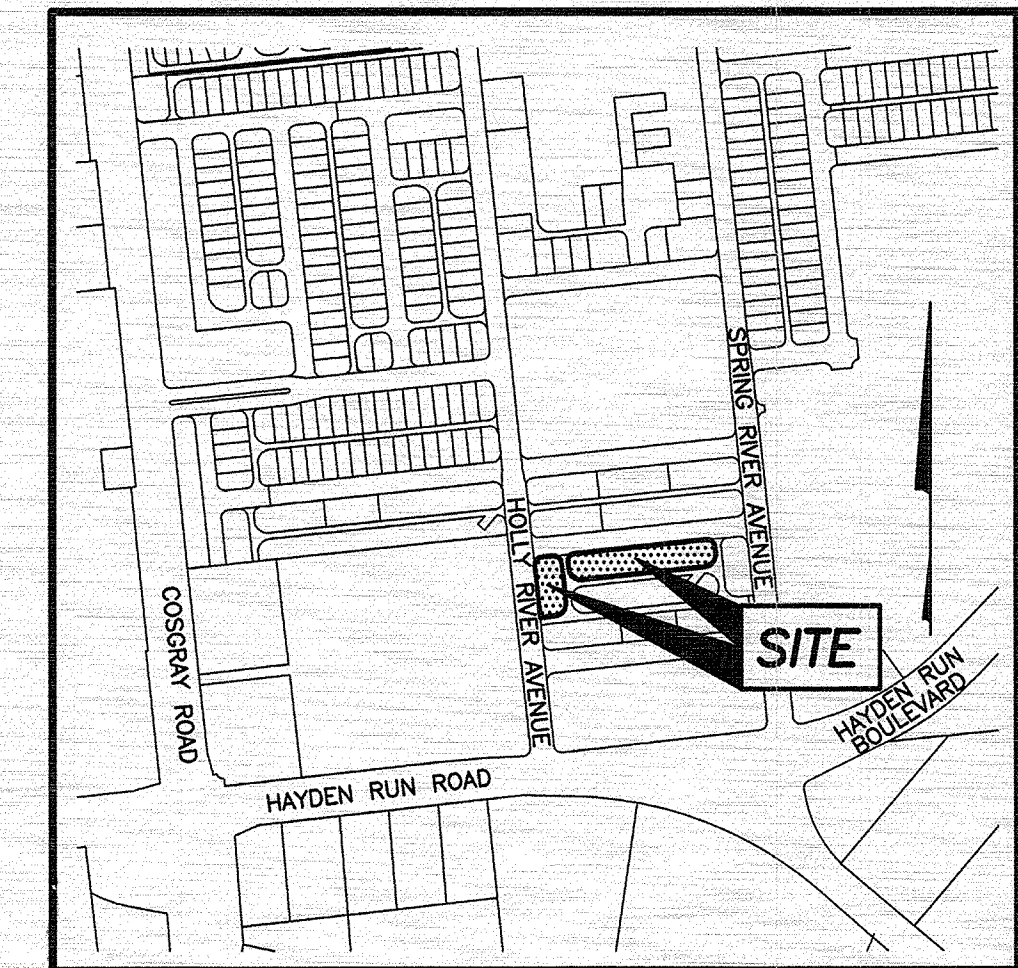 SPRING RIVER AVENUE
HOLLY RIVER AVENUE
COSGRAY ROAD
SITE
HAYDEN RUN
BOULEVARD
HAYDEN RUN ROAD